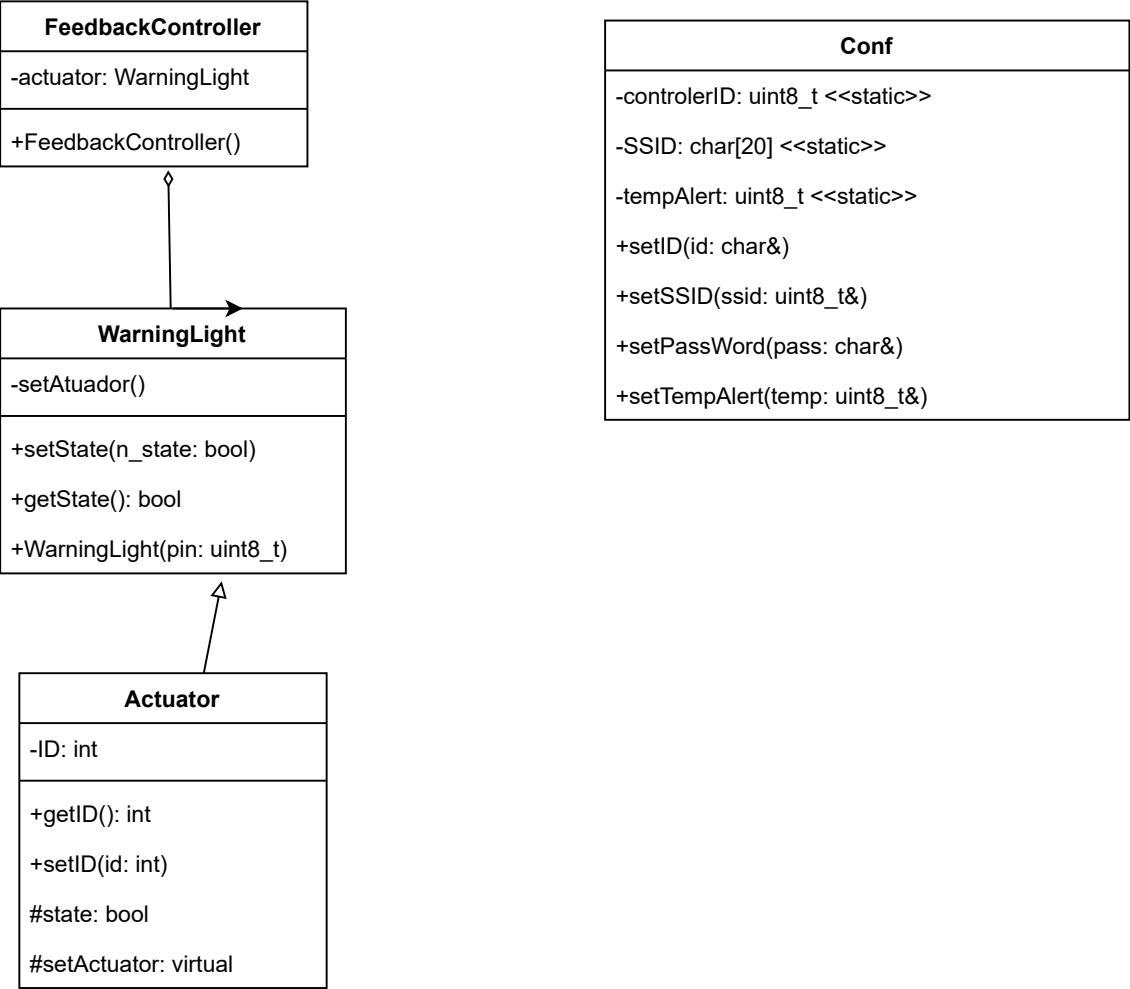 FeedbackController
-actuator: WarningLight
+FeedbackController()
WarningLight
-setAtuador()
+setState(n_state: bool)
+getState(): bool
+WarningLight(pin: uint8_t)
Actuator
-ID: int
+getID(): int
+setID(id: int)
#state: bool
#setActuator: virtual
Conf
-controlerID: uint8_t <<static>>
-SSID: char[20] <<static>>
-tempAlert: uint8_t <<static>>
+setID(id: char&)
+setSSID(ssid: uint8_t&)
+setPassWord(pass: char&)
+setTempAlert(temp: uint8_t&)